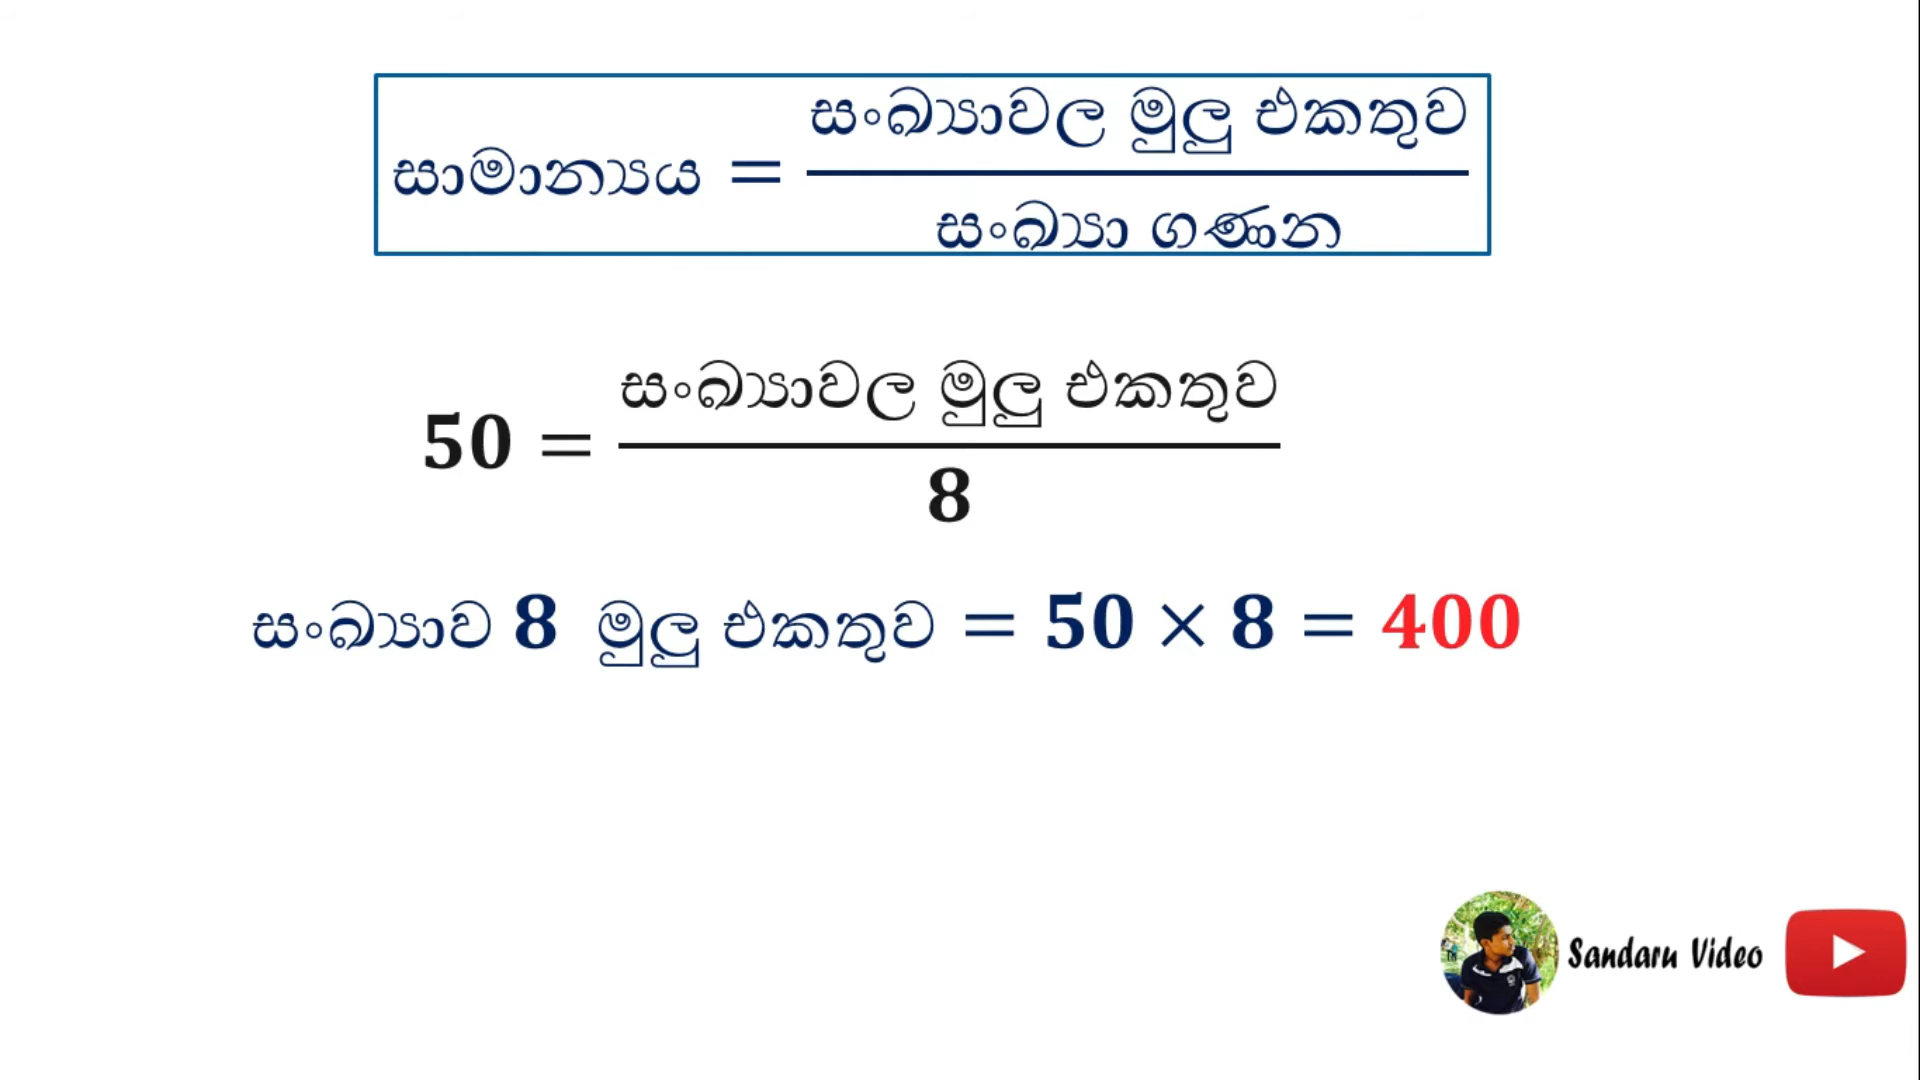 සාමාන්‍යය = සංඛ්‍යාවල මුලු එකතුව / සංඛ්‍යා ගණන
50 = සංඛ්‍යාවල මුලු එකතුව / 8
සංඛ්‍යාව 8 මුලු එකතුව = 50 × 8 = 400
Sandaru Video